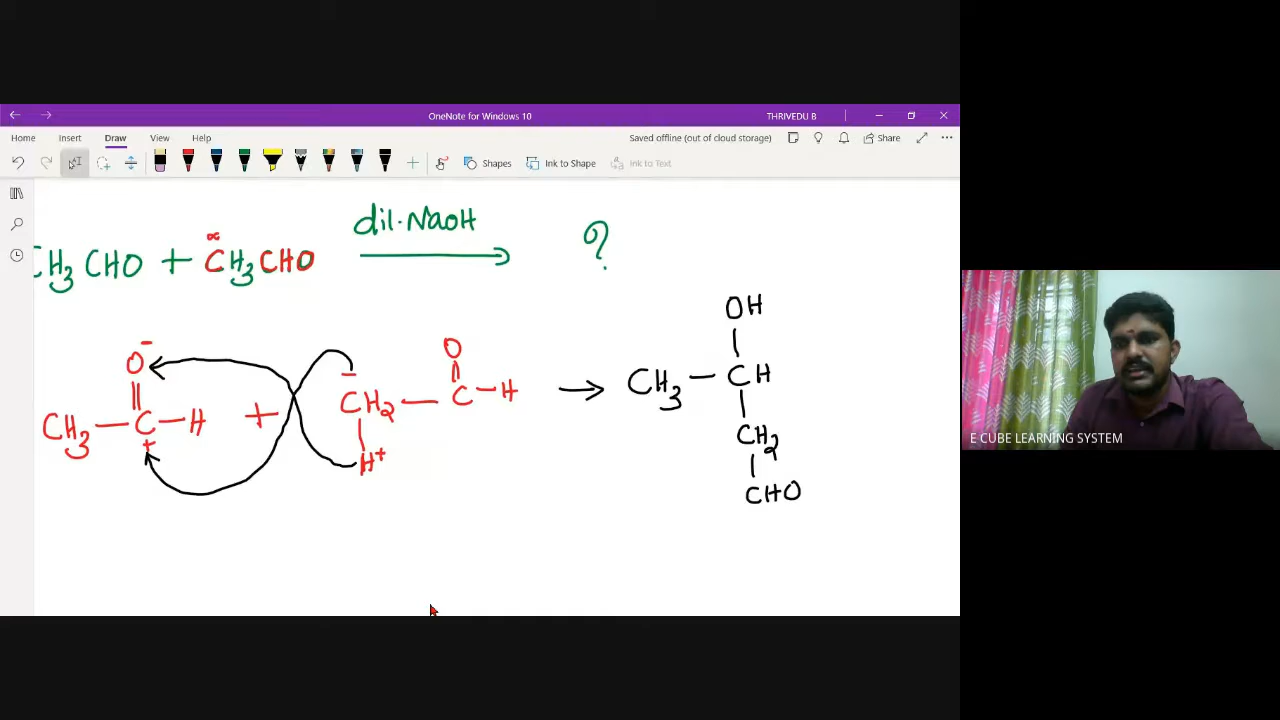 OneNote for Windows 10
THRIVEDU B
Home Insert Draw View Help
Saved offline (out of cloud storage)
Share
Shapes
Ink to Shape
Ink to Text
dil·NaOH
CH3 CHO + CH3CHO → ?
α
OH
O-
O
CH3 - CH
CH3 - C - H + CH2 - C - H →
+
-
H+
CH2
CHO
E CUBE LEARNING SYSTEM